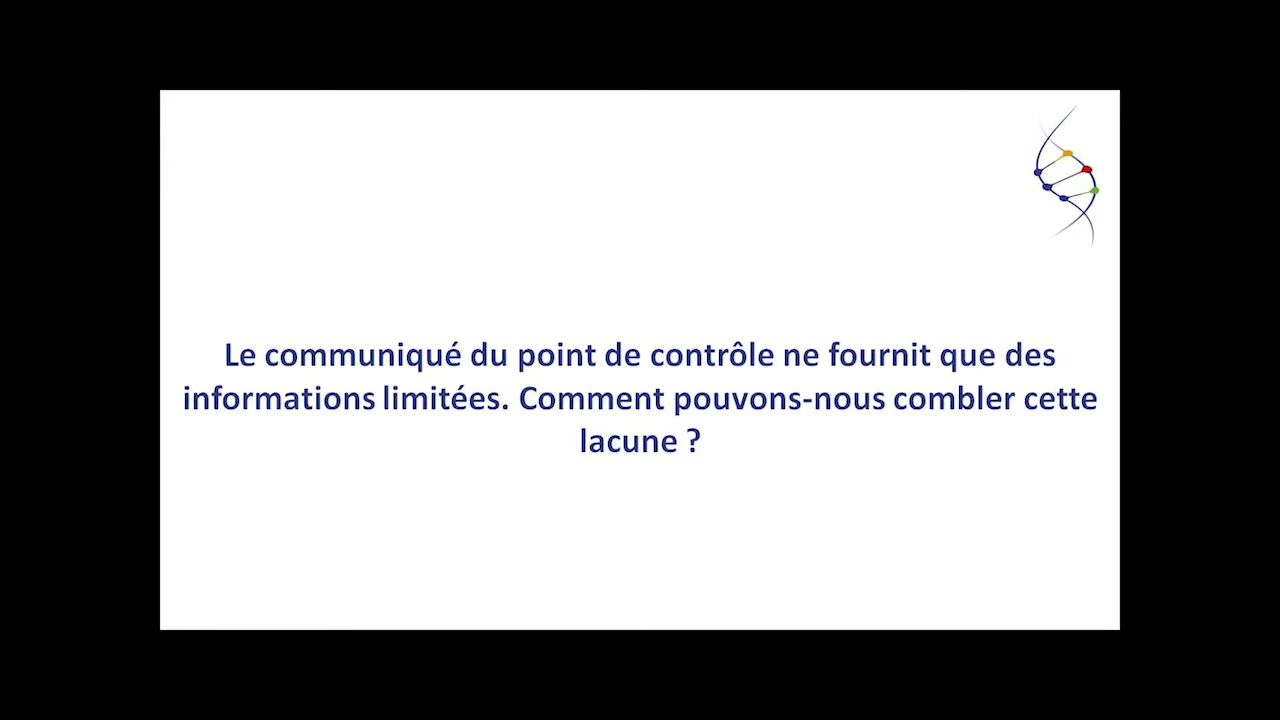 Le communiqué du point de contrôle ne fournit que des
informations limitées. Comment pouvons-nous combler cette
lacune ?